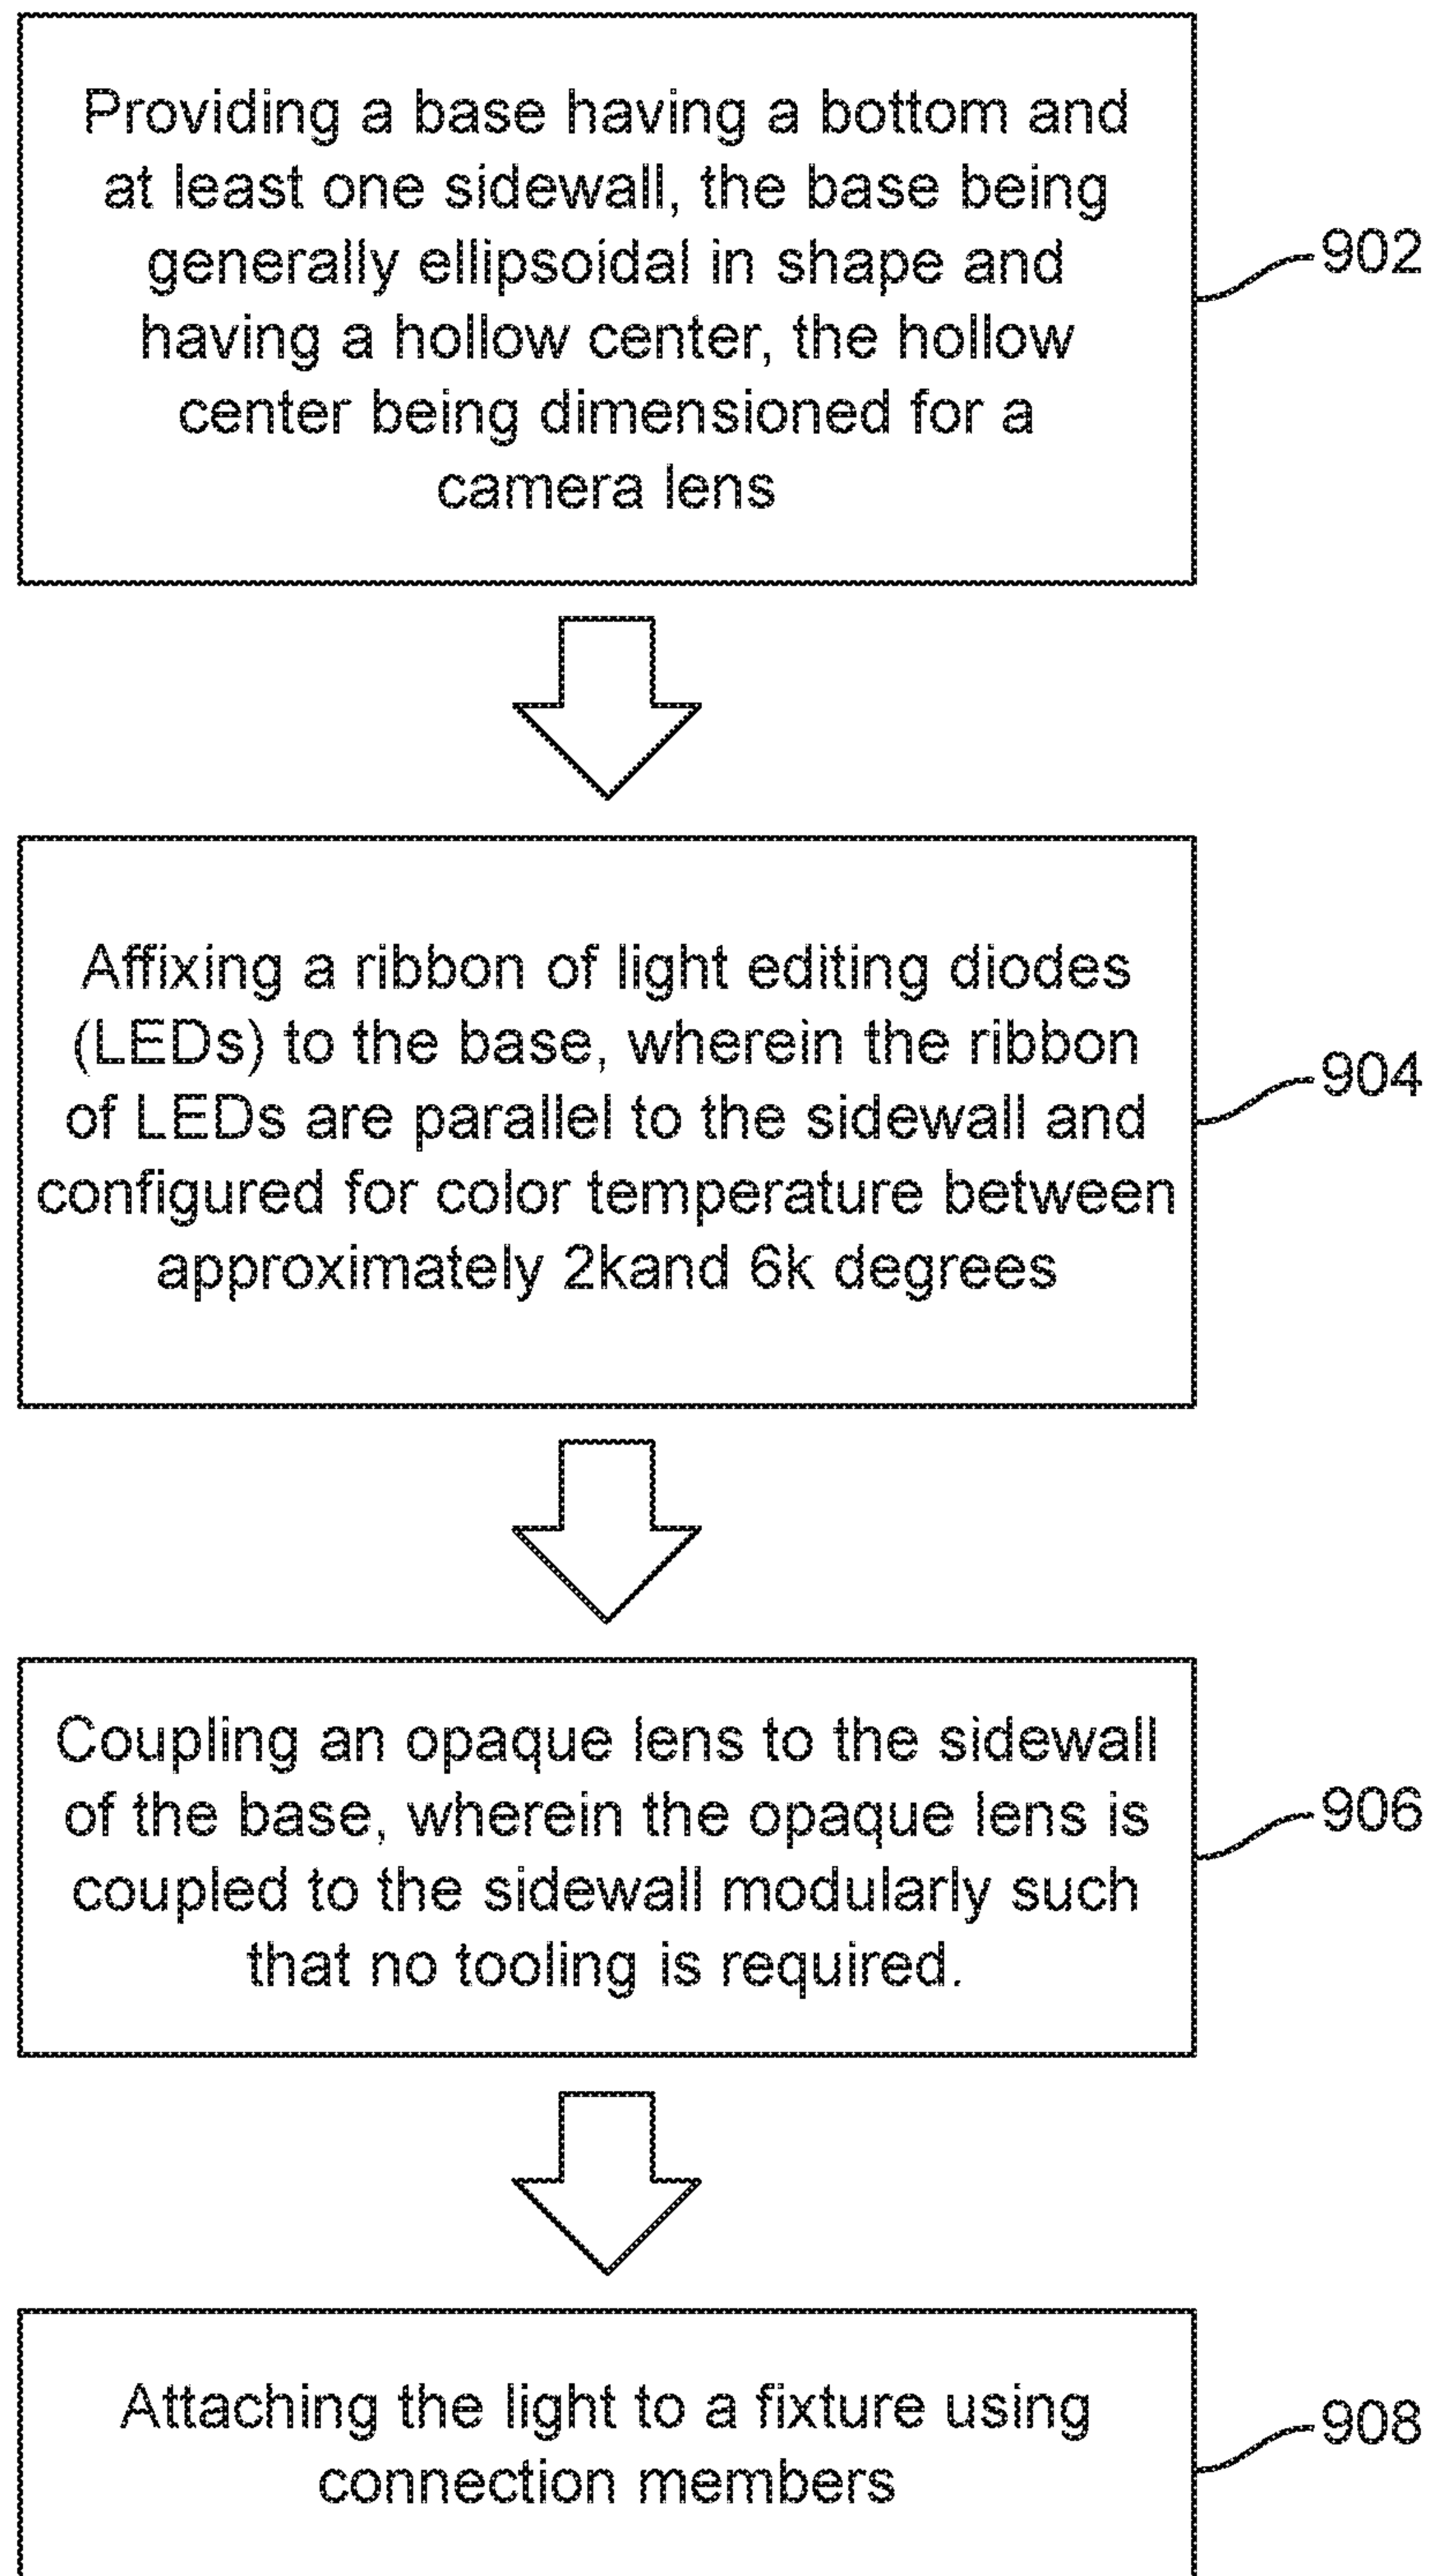 Providing a base having a bottom and
at least one sidewall, the base being
generally ellipsoidal in shape and
having a hollow center, the hollow
center being dimensioned for a
camera lens
902
Affixing a ribbon of light editing diodes
(LEDs) to the base, wherein the ribbon
of LEDs are parallel to the sidewall and
configured for color temperature between
approximately 2kand 6k degrees
904
Coupling an opaque lens to the sidewall
of the base, wherein the opaque lens is
coupled to the sidewall modularly such
that no tooling is required.
906
Attaching the light to a fixture using
connection members
908